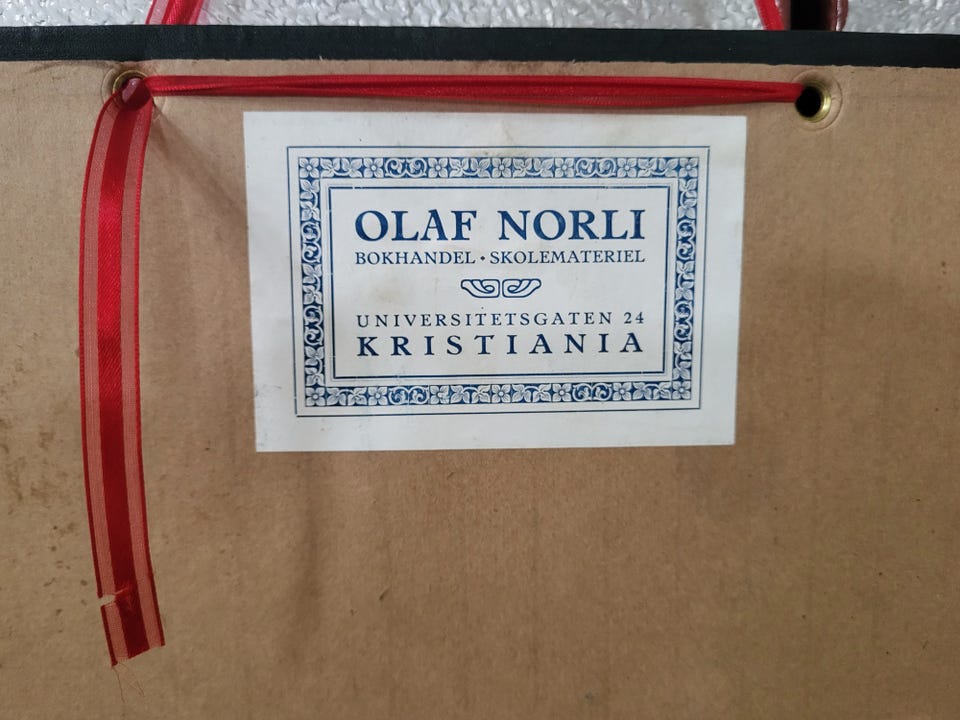 OLAF NORLI
BOKHANDEL • SKOLEMATERIEL
UNIVERSITETSGATEN 24
KRISTIANIA